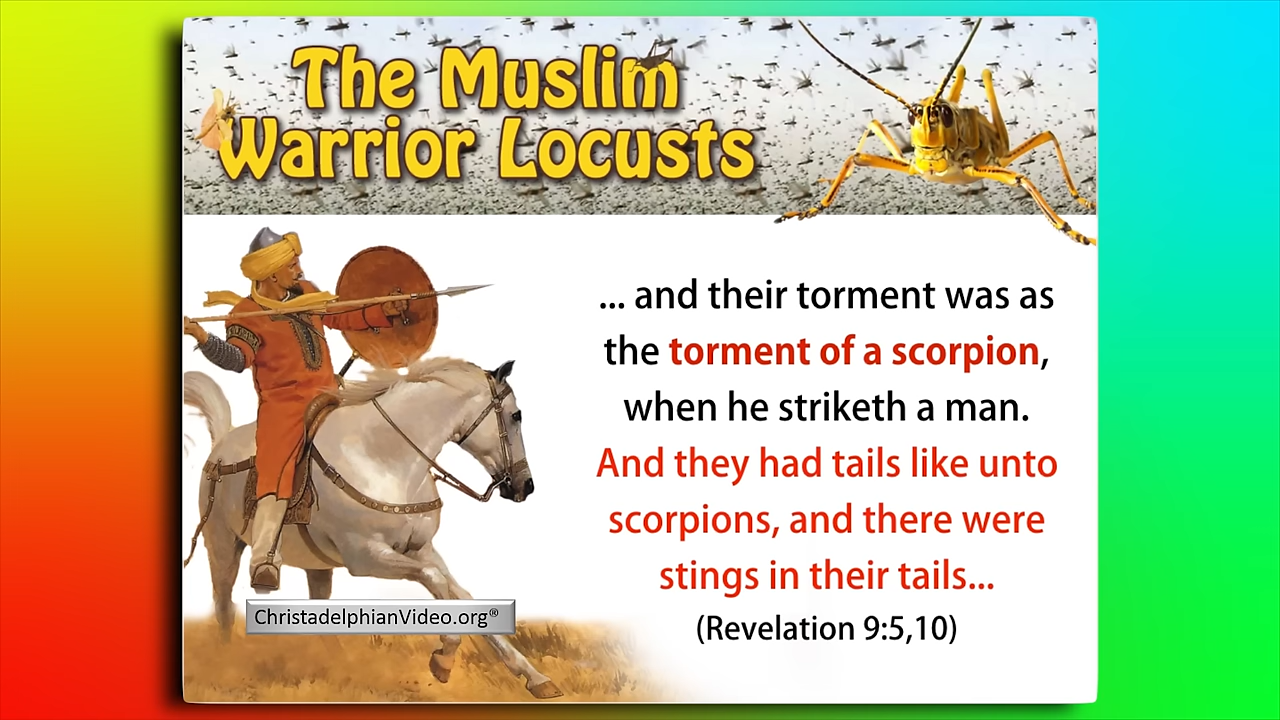 The Muslim
Warrior Locusts
... and their torment was as
the torment of a scorpion,
when he striketh a man.
And they had tails like unto
scorpions, and there were
stings in their tails...
(Revelation 9:5,10)
ChristadelphianVideo.org®